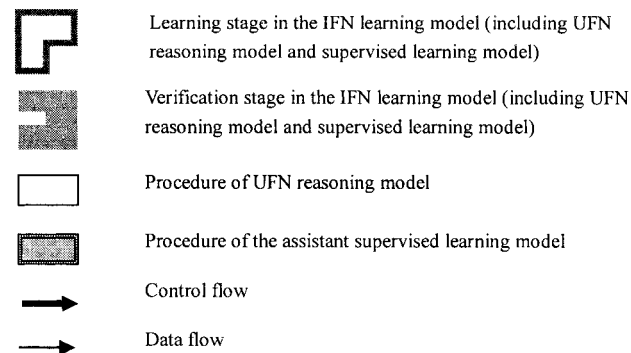 Learning stage in the IFN learning model (including UFN
reasoning model and supervised learning model)
Verification stage in the IFN learning model (including UFN
reasoning model and supervised learning model)
Procedure of UFN reasoning model
Procedure of the assistant supervised learning model
Control flow
Data flow